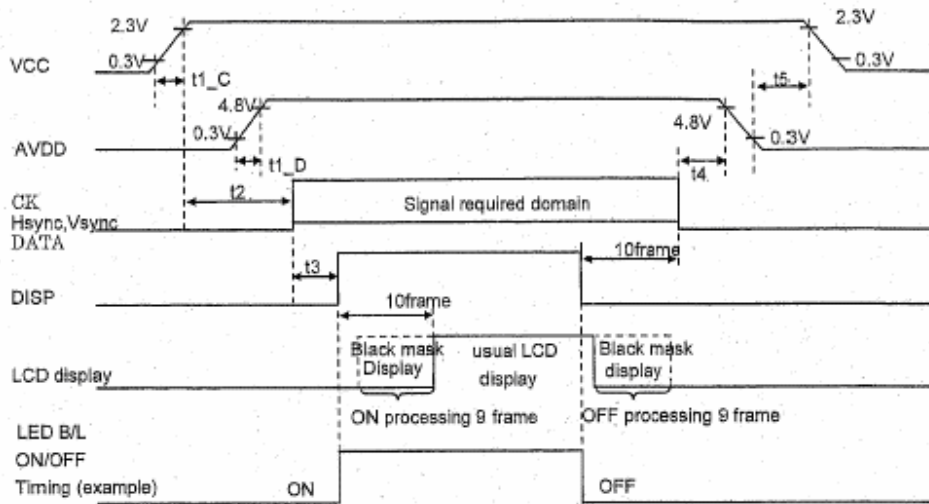 2.3V
2.3V
VCC
0.3V
0.3V
t1_C
t5.
4.8V
4.8V
0.3V
0.3V
AVDD
t1_D
t4.
t2.
CK
Signal required domain
Hsync,Vsync
DATA
10frame
t3
DISP
10frame
Black mask
Display
usual LCD
display
Black mask
display
LCD display
ON processing 9 frame
OFF processing 9 frame
LED B/L
ON/OFF
Timing (example)
ON
OFF